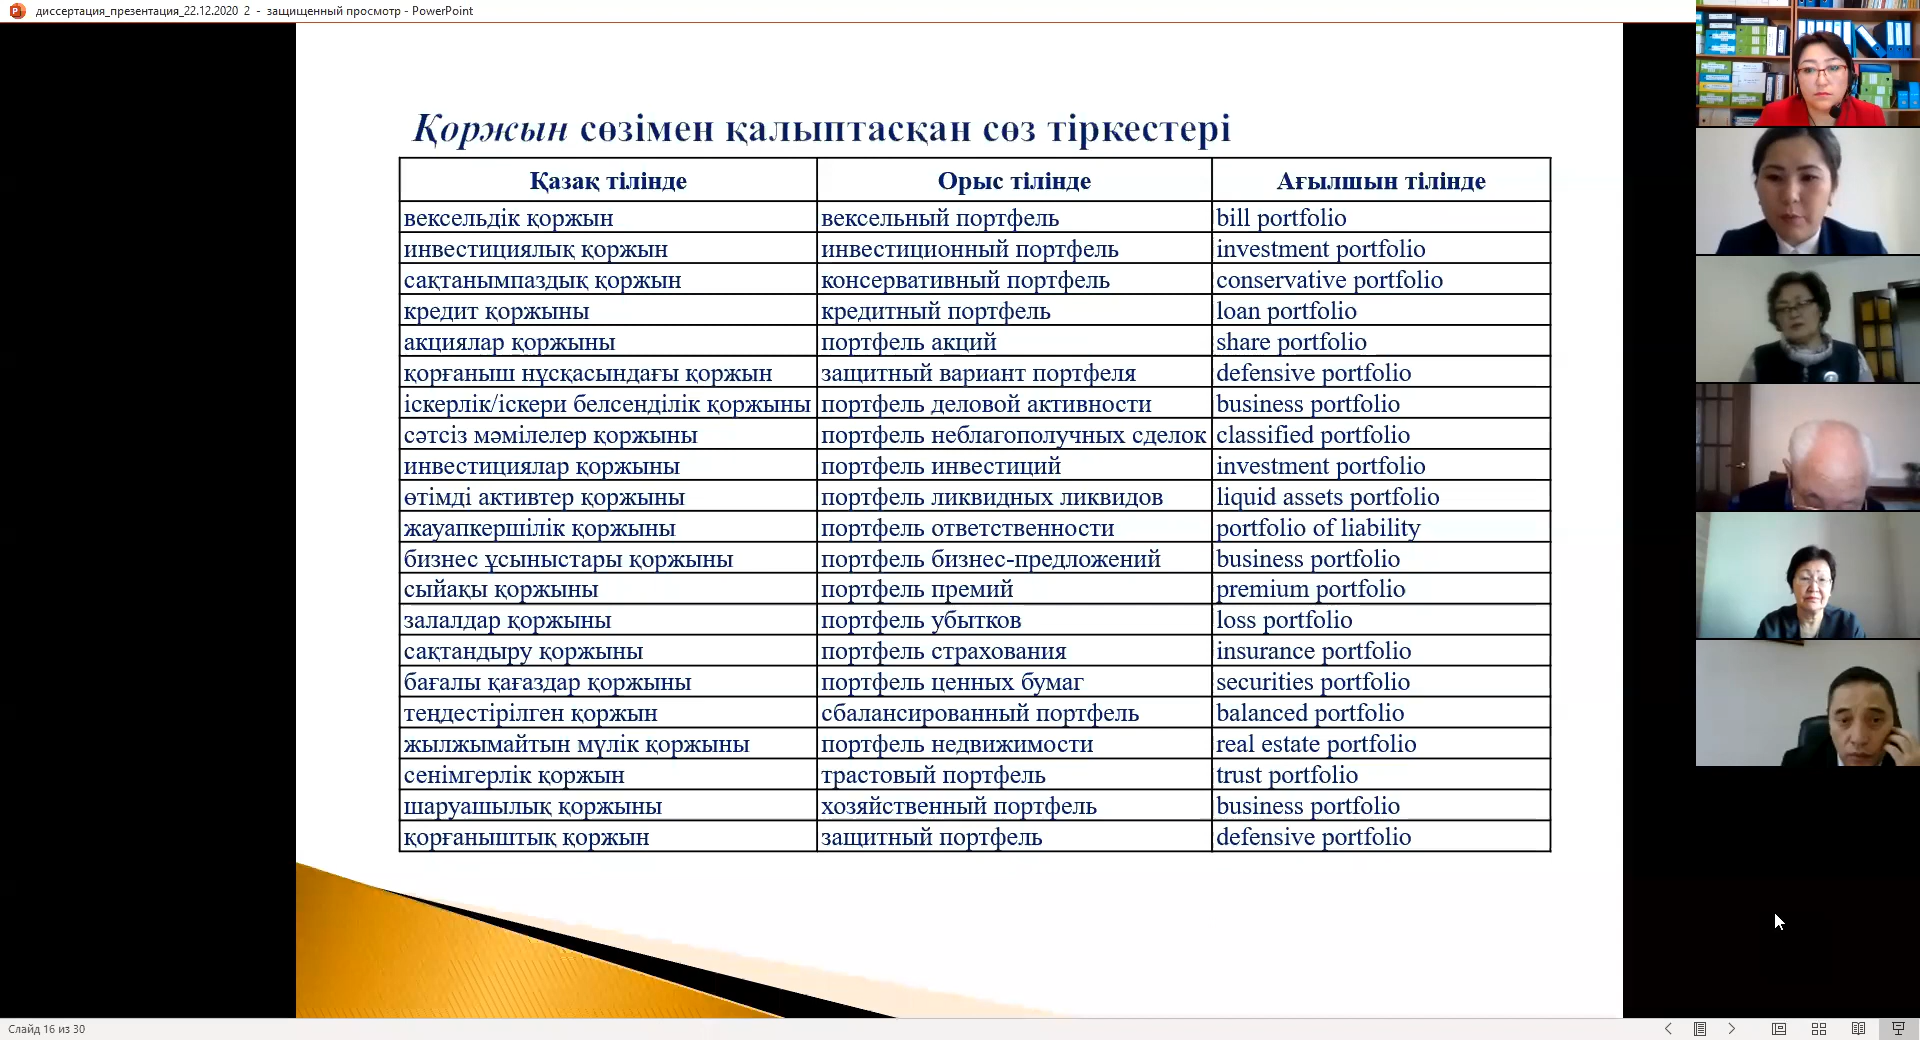 диссертация_презентация_22.12.2020 2 - защищенный просмотр - PowerPoint
Қоржын сөзімен қалыптасқан сөз тіркестері
Қазақ тілінде Орыс тілінде Ағылшын тілінде
вексельдік қоржын вексельный портфель bill portfolio
инвестициялық қоржын инвестиционный портфель investment portfolio
сақтанымпаздық қоржын консервативный портфель conservative portfolio
кредит қоржыны кредитный портфель loan portfolio
акциялар қоржыны портфель акций share portfolio
қорғаныш нұсқасындағы қоржын защитный вариант портфеля defensive portfolio
іскерлік/іскери белсенділік қоржыны портфель деловой активности business portfolio
сәтсіз мәмілелер қоржыны портфель неблагополучных сделок classified portfolio
инвестициялар қоржыны портфель инвестиций investment portfolio
өтімді активтер қоржыны портфель ликвидных ликвидов liquid assets portfolio
жауапкершілік қоржыны портфель ответственности portfolio of liability
бизнес ұсыныстары қоржыны портфель бизнес-предложений business portfolio
сыйақы қоржыны портфель премий premium portfolio
залалдар қоржыны портфель убытков loss portfolio
сақтандыру қоржыны портфель страхования insurance portfolio
бағалы қағаздар қоржыны портфель ценных бумаг securities portfolio
теңдестірілген қоржын сбалансированный портфель balanced portfolio
жылжымайтын мүлік қоржыны портфель недвижимости real estate portfolio
сенімгерлік қоржын трастовый портфель trust portfolio
шаруашылық қоржыны хозяйственный портфель business portfolio
қорғаныштық қоржын защитный портфель defensive portfolio
Слайд 16 из 30